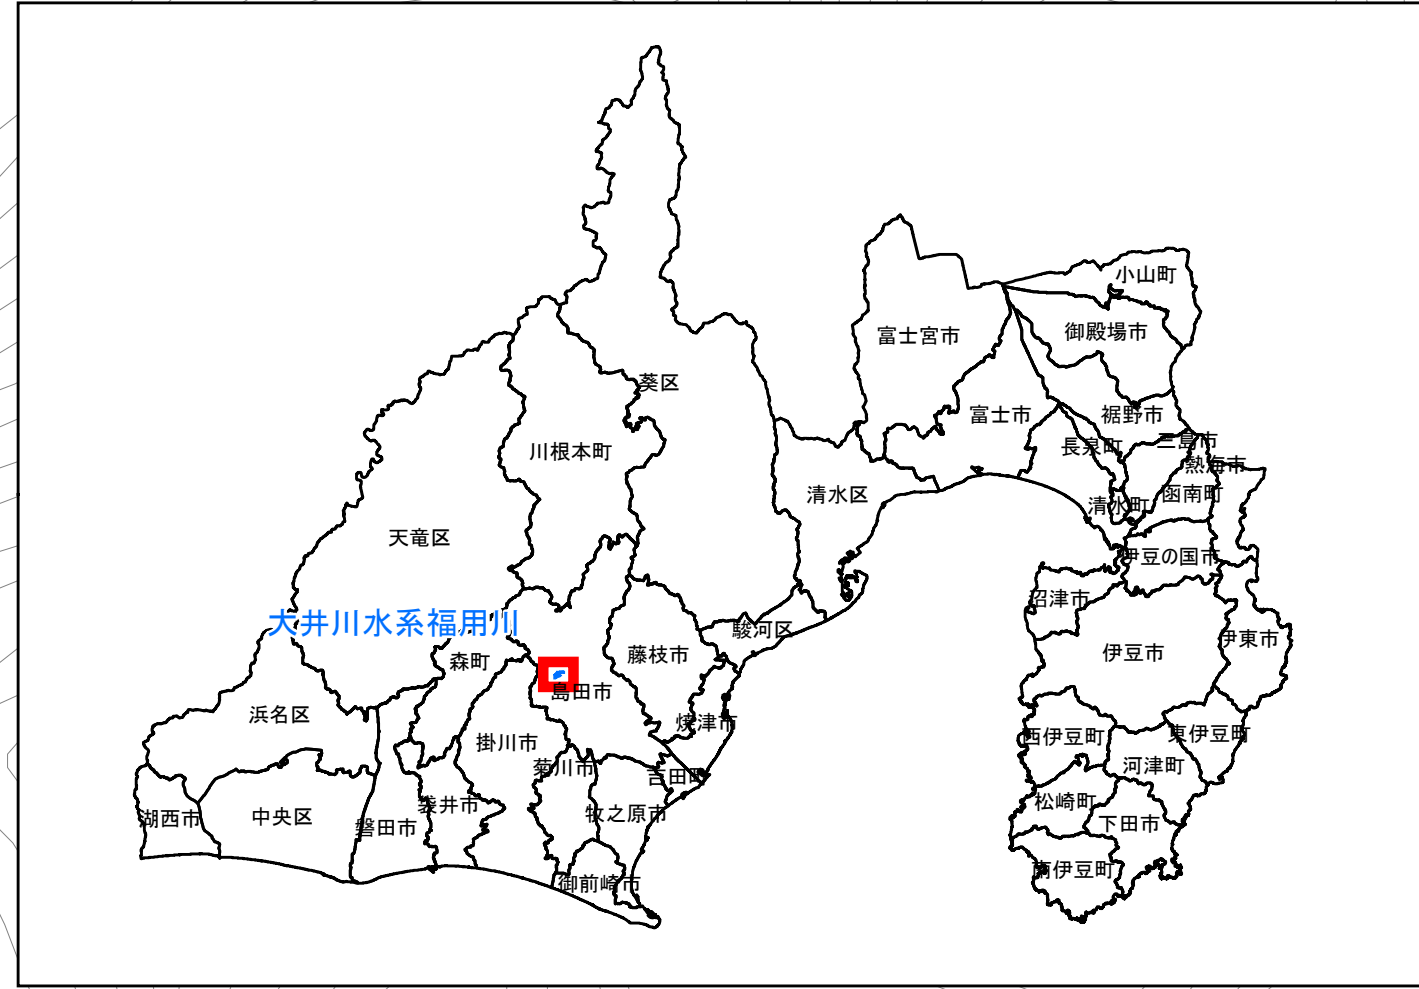 小山町
御殿場市
富士宮市
葵区
富士市
裾野市
三島市
長泉町
川根本町
熱海市
函南町
清水区
清水町
天竜区
伊豆の国市
沼津市
大井川水系福用川
駿河区
伊東市
伊豆市
藤枝市
森町
島田市
浜名区
焼津市
東伊豆町
西伊豆町
掛川市
河津町
菊川市
吉田町
松崎町
袋井市
牧之原市
中央区
湖西市
下田市
磐田市
南伊豆町
御前崎市